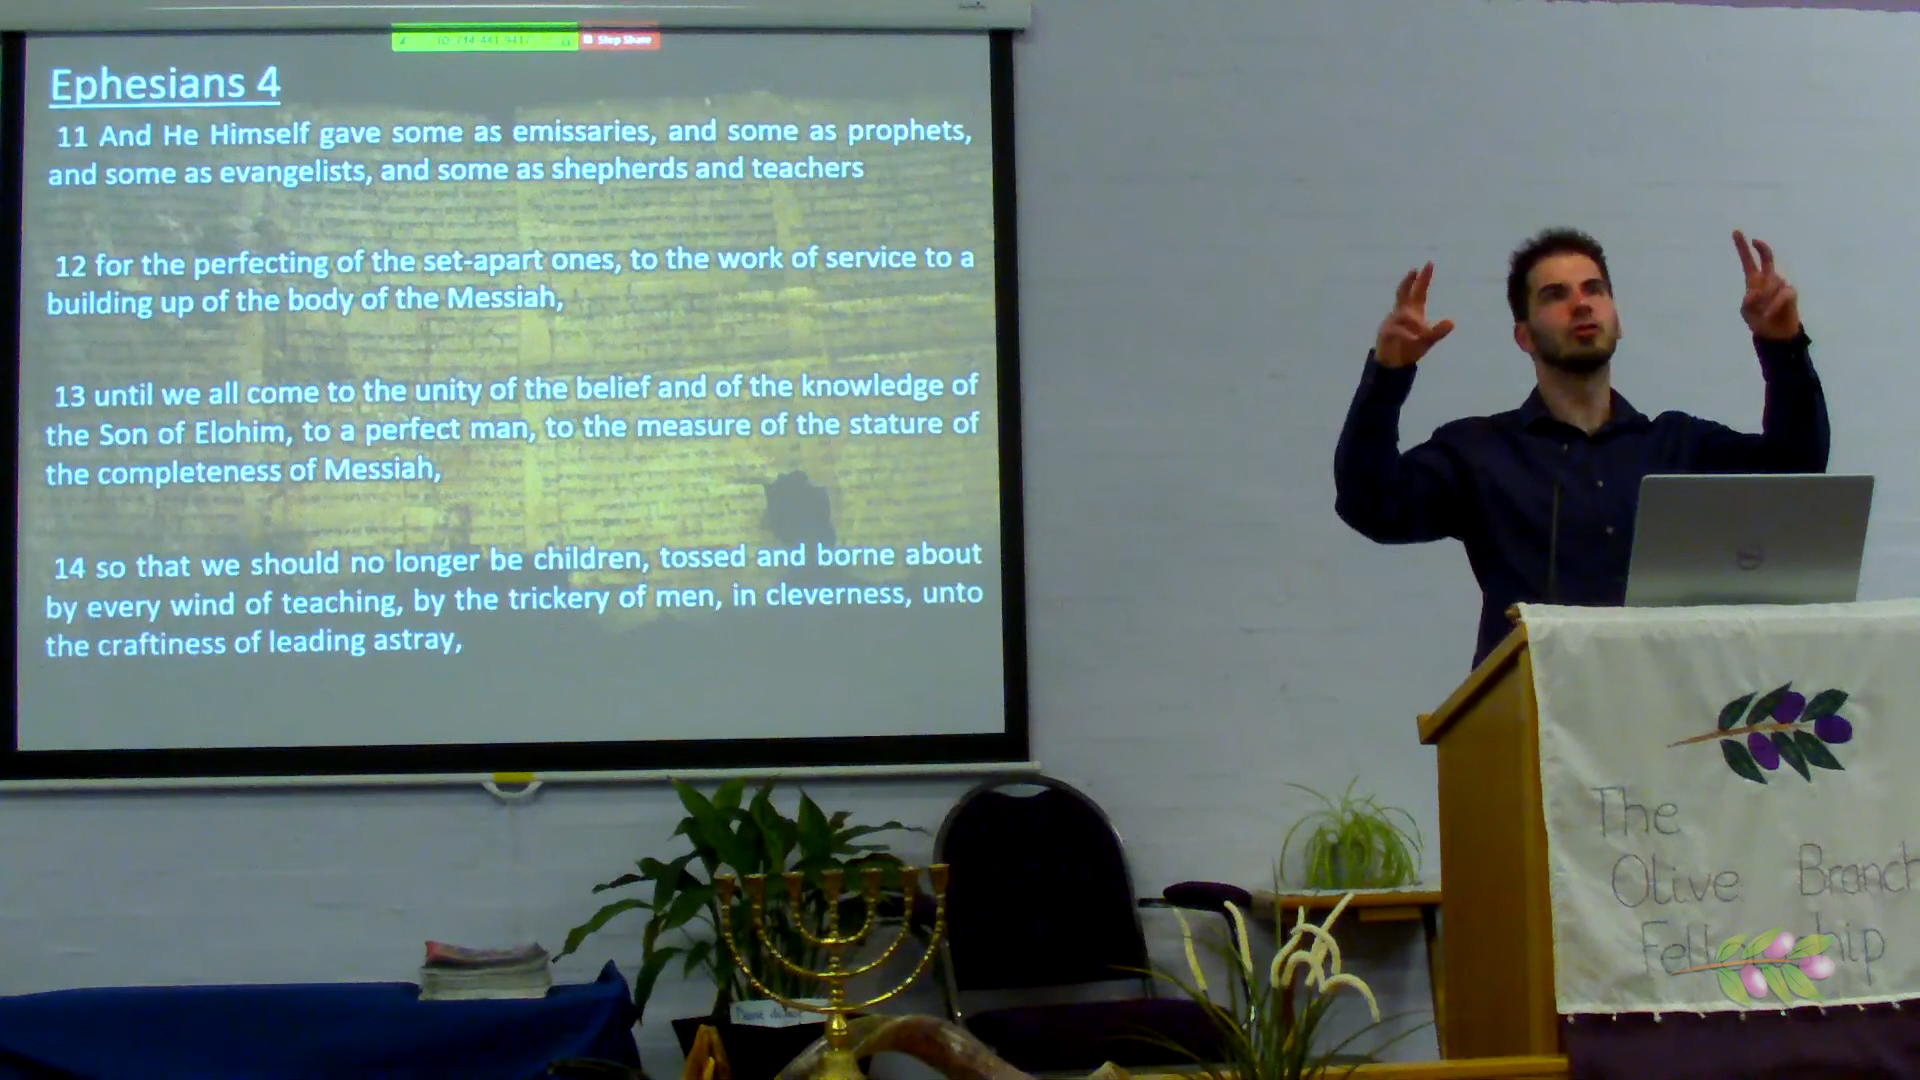 Stop Share
Ephesians 4
11 And He Himself gave some as emissaries, and some as prophets,
and some as evangelists, and some as shepherds and teachers
12 for the perfecting of the set-apart ones, to the work of service to a
building up of the body of the Messiah,
13 until we all come to the unity of the belief and of the knowledge of
the Son of Elohim, to a perfect man, to the measure of the stature of
the completeness of Messiah,
14 so that we should no longer be children, tossed and borne about
by every wind of teaching, by the trickery of men, in cleverness, unto
the craftiness of leading astray,
The
Olive Branch
Fellowship